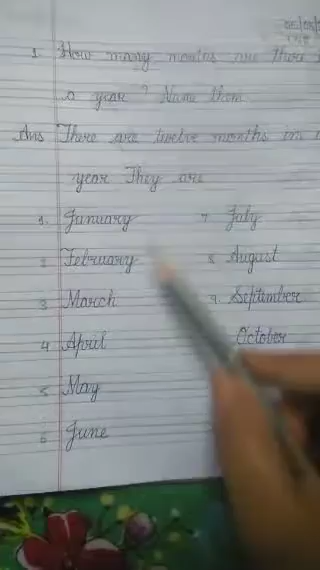 1 How many months are there
a year ? Name them
Ans There are twelve months in
year They are
1. January
2 February
3 March
4 April
5 May
6 June
7 July
8 August
9. September
October